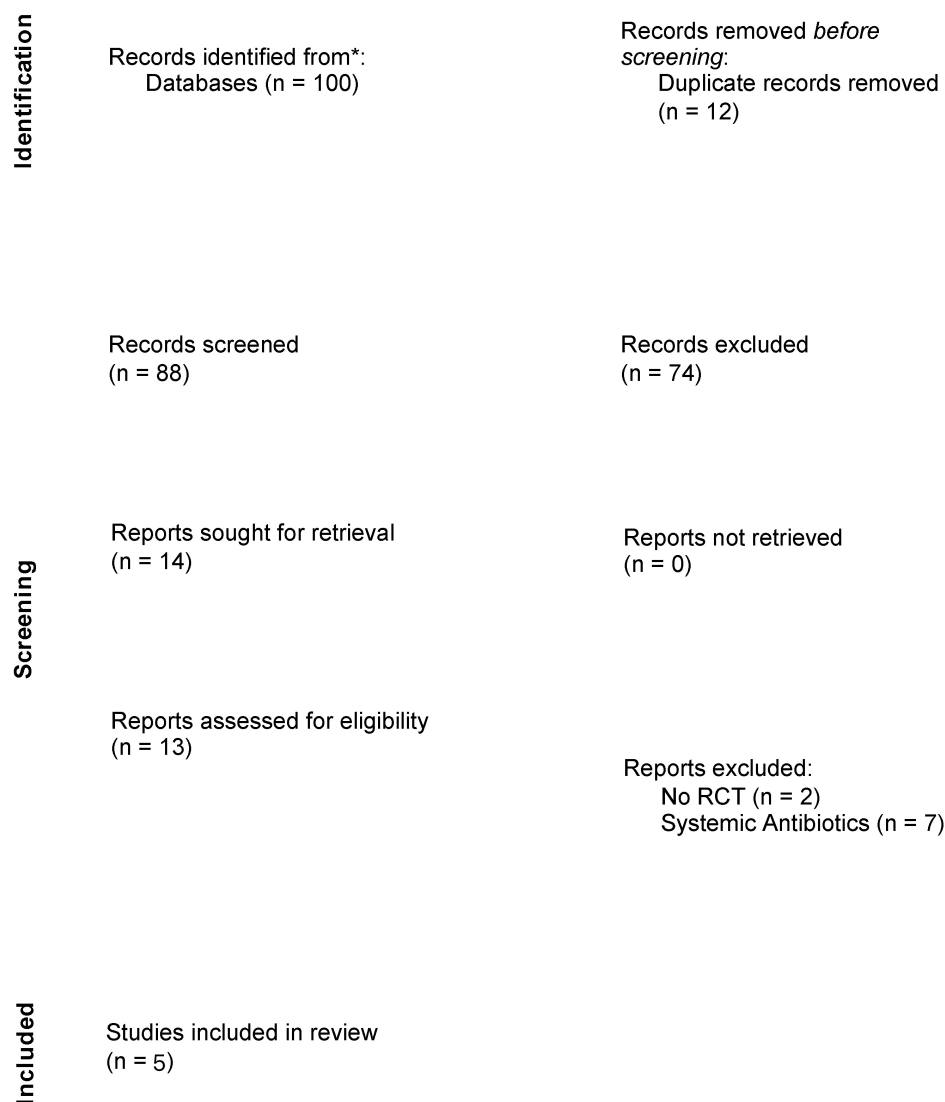 Identification
Records identified from*:
Databases (n = 100)
Records removed before
screening:
Duplicate records removed
(n = 12)
Screening
Records screened
(n = 88)
Records excluded
(n = 74)
Reports sought for retrieval
(n = 14)
Reports not retrieved
(n = 0)
Reports assessed for eligibility
(n = 13)
Reports excluded:
No RCT (n = 2)
Systemic Antibiotics (n = 7)
Included
Studies included in review
(n = 5)